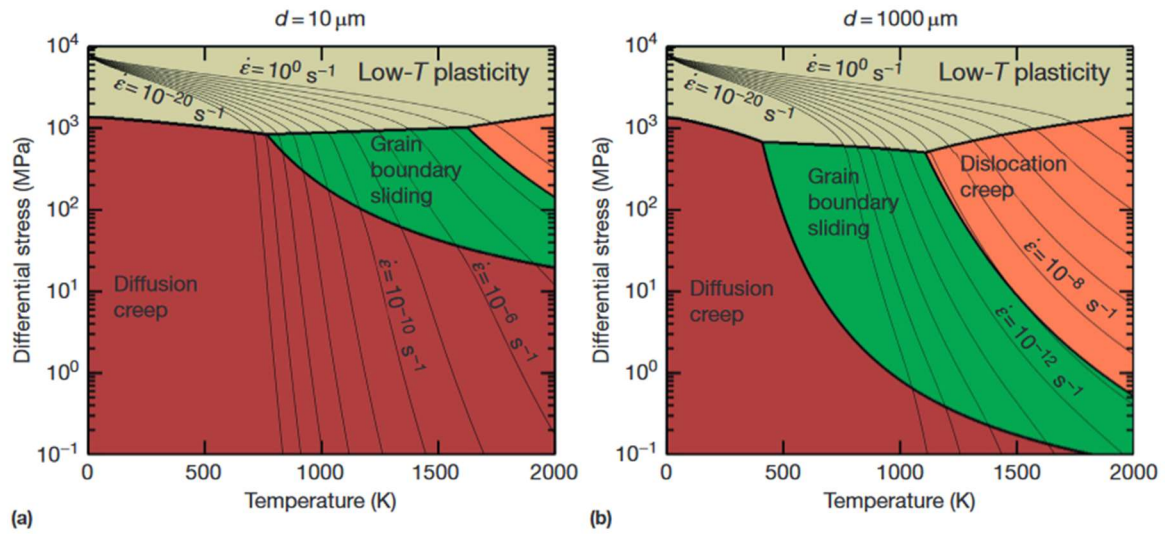 d = 10 μm
10⁴
10³
10²
10¹
10⁰
10⁻¹
Differential stress (MPa)
0
500
1000
1500
2000
Temperature (K)
ε̇ = 10⁰ s⁻¹
Low-T plasticity
ε̇ = 10⁻²⁰ s⁻¹
Grain
boundary
sliding
Diffusion
creep
ε̇ = 10⁻¹⁰ s⁻¹
ε̇ = 10⁻⁶ s⁻¹
(a)
d = 1000 μm
10⁴
10³
10²
10¹
10⁰
10⁻¹
Differential stress (MPa)
0
500
1000
1500
2000
Temperature (K)
ε̇ = 10⁰ s⁻¹
Low-T plasticity
ε̇ = 10⁻²⁰ s⁻¹
Dislocation
creep
Grain
boundary
sliding
Diffusion
creep
ε̇ = 10⁻⁸ s⁻¹
ε̇ = 10⁻¹² s⁻¹
(b)